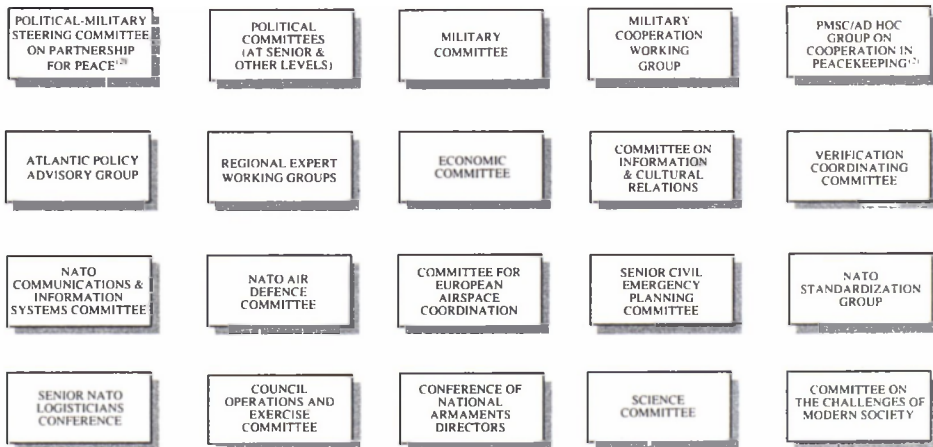 POLITICAL-MILITARY
STEERING COMMITTEE
ON PARTNERSHIP
FOR PEACE(2)
POLITICAL
COMMITTEES
(AT SENIOR &
OTHER LEVELS)
MILITARY
COMMITTEE
MILITARY
COOPERATION
WORKING
GROUP
PMSC/AD HOC
GROUP ON
COOPERATION IN
PEACEKEEPING(2)
ATLANTIC POLICY
ADVISORY GROUP
REGIONAL EXPERT
WORKING GROUPS
ECONOMIC
COMMITTEE
COMMITTEE ON
INFORMATION
& CULTURAL
RELATIONS
VERIFICATION
COORDINATING
COMMITTEE
NATO
COMMUNICATIONS &
INFORMATION
SYSTEMS COMMITTEE
NATO AIR
DEFENCE
COMMITTEE
COMMITTEE FOR
EUROPEAN
AIRSPACE
COORDINATION
SENIOR CIVIL
EMERGENCY
PLANNING
COMMITTEE
NATO
STANDARDIZATION
GROUP
SENIOR NATO
LOGISTICIANS
CONFERENCE
COUNCIL
OPERATIONS AND
EXERCISE
COMMITTEE
CONFERENCE OF
NATIONAL
ARMAMENTS
DIRECTORS
SCIENCE
COMMITTEE
COMMITTEE ON
THE CHALLENGES OF
MODERN SOCIETY